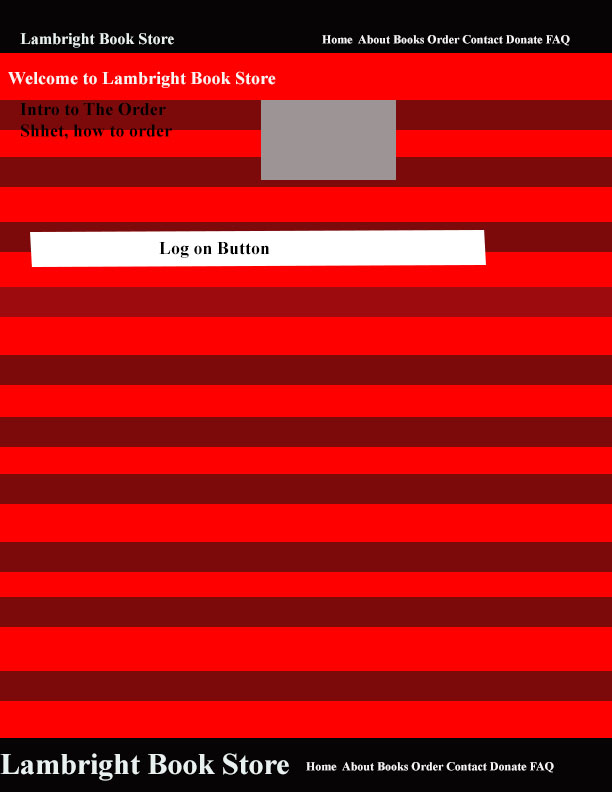 Lambright Book Store
Home About Books Order Contact Donate FAQ
Welcome to Lambright Book Store
Intro to The Order
Shhet, how to order
Log on Button
Lambright Book Store
Home About Books Order Contact Donate FAQ